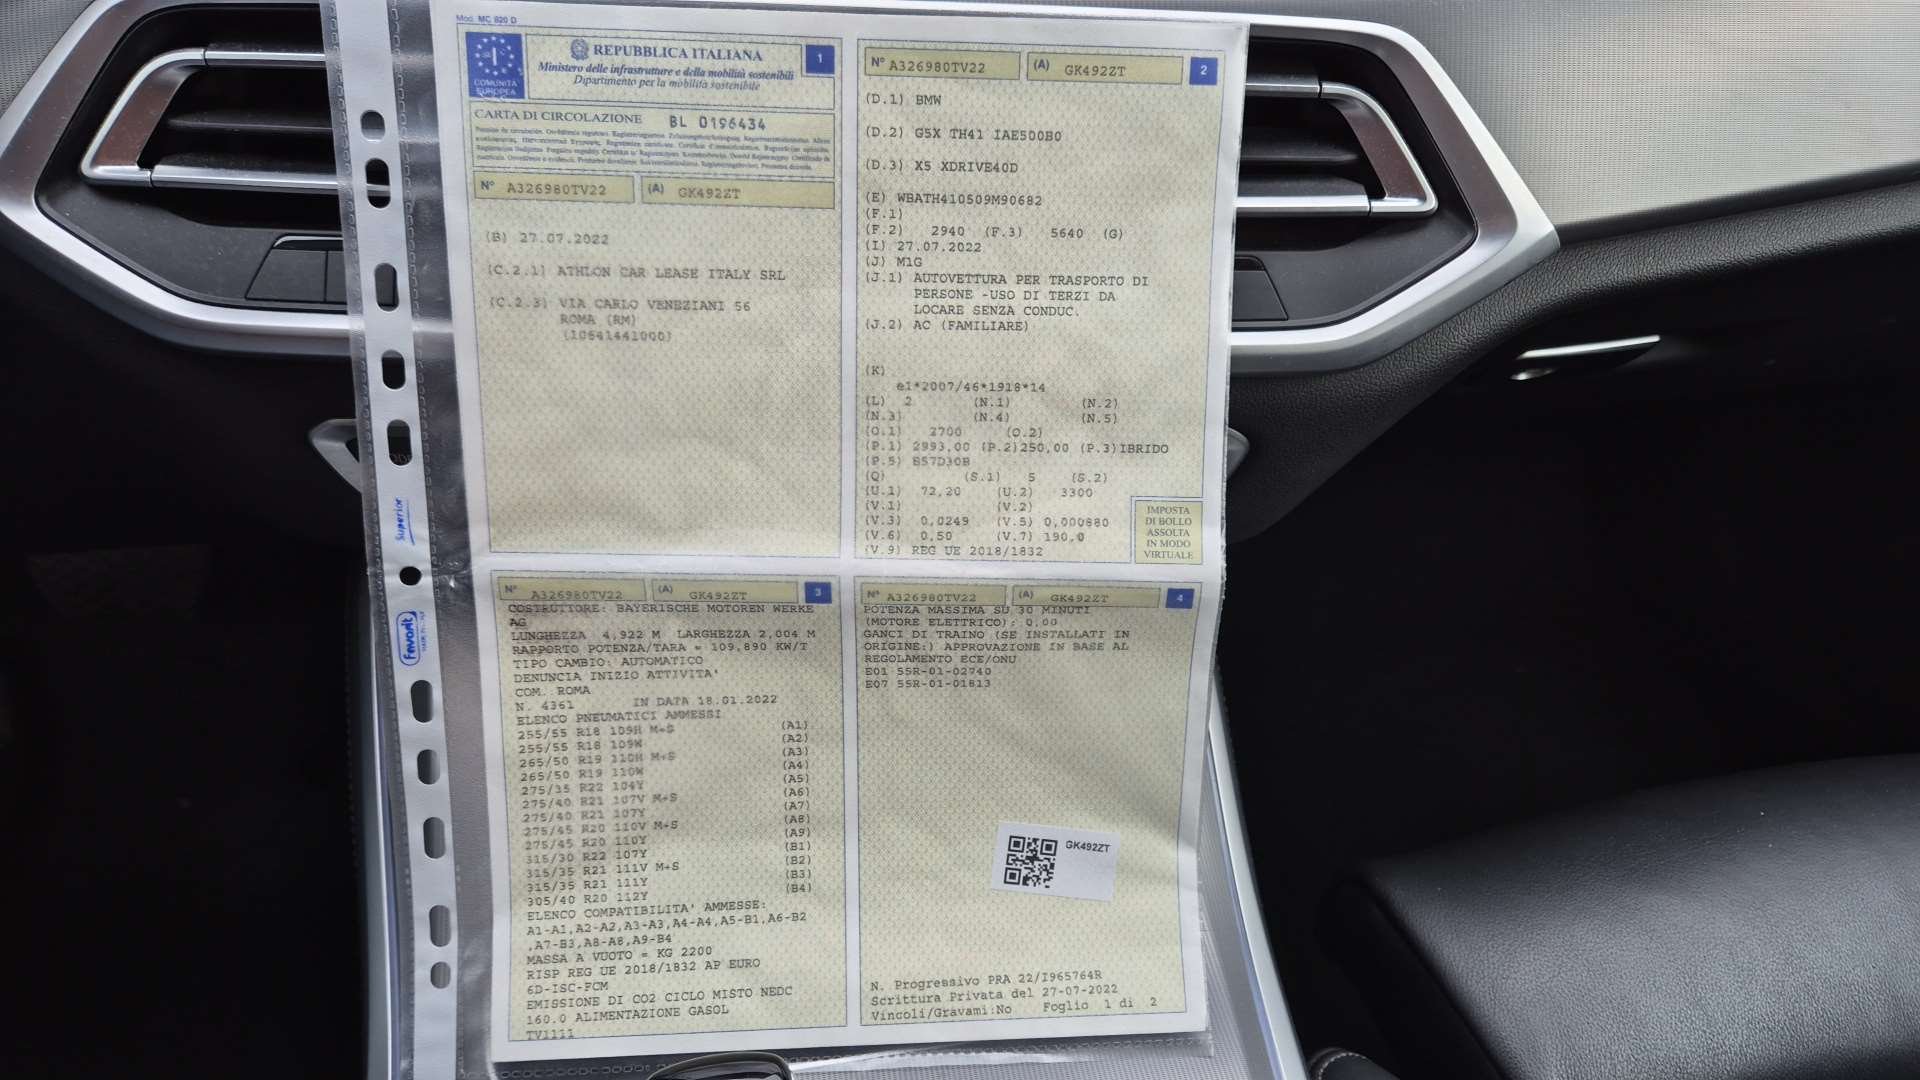 Mod. MC 820 D
COMUNITÀ
EUROPEA
REPUBBLICA ITALIANA
Ministero delle infrastrutture e della mobilità sostenibili
Dipartimento per la mobilità sostenibile
1
CARTA DI CIRCOLAZIONE BL 0196434
N° A326980TV22 (A) GK492ZT
(B) 27.07.2022
(C.2.1) ATHLON CAR LEASE ITALY SRL
(C.2.3) VIA CARLO VENEZIANI 56
ROMA (RM)
(10641441000)
N° A326980TV22 (A) GK492ZT 2
(D.1) BMW
(D.2) G5X TH41 IAE500B0
(D.3) X5 XDRIVE40D
(E) WBATH410509M90682
(F.1)
(F.2) 2940 (F.3) 5640 (G)
(I) 27.07.2022
(J) M1G
(J.1) AUTOVETTURA PER TRASPORTO DI
PERSONE -USO DI TERZI DA
LOCARE SENZA CONDUC.
(J.2) AC (FAMILIARE)
(K)
e1*2007/46*1918*14
(L) 2 (N.1) (N.2)
(N.3) (N.4) (N.5)
(O.1) 2700 (O.2)
(P.1) 2993,00 (P.2)250,00 (P.3)IBRIDO
(P.5) B57D30B
(Q) (S.1) 5 (S.2)
(U.1) 72,20 (U.2) 3300
(V.1) (V.2)
(V.3) 0,0249 (V.5) 0,000880
(V.6) 0,50 (V.7) 190,0
(V.9) REG UE 2018/1832
IMPOSTA
DI BOLLO
ASSOLTA
IN MODO
VIRTUALE
N° A326980TV22 (A) GK492ZT 3
COSTRUTTORE: BAYERISCHE MOTOREN WERKE
AG
LUNGHEZZA 4,922 M LARGHEZZA 2,004 M
RAPPORTO POTENZA/TARA = 109,890 KW/T
TIPO CAMBIO: AUTOMATICO
DENUNCIA INIZIO ATTIVITA'
COM. ROMA
N. 4361 IN DATA 18.01.2022
ELENCO PNEUMATICI AMMESSI
255/55 R18 109H M+S (A1)
255/55 R18 109W (A2)
265/50 R19 110H M+S (A3)
265/50 R19 110W (A4)
275/35 R22 104Y (A5)
275/40 R21 107V M+S (A6)
275/40 R21 107Y (A7)
275/45 R20 110V M+S (A8)
275/45 R20 110Y (A9)
315/30 R22 107Y (B1)
315/35 R21 111V M+S (B2)
315/35 R21 111Y (B3)
305/40 R20 112Y (B4)
ELENCO COMPATIBILITA' AMMESSE:
A1-A1,A2-A2,A3-A3,A4-A4,A5-B1,A6-B2
,A7-B3,A8-A8,A9-B4
MASSA A VUOTO = KG 2200
RISP REG UE 2018/1832 AP EURO
6D-ISC-FCM
EMISSIONE DI CO2 CICLO MISTO NEDC
160.0 ALIMENTAZIONE GASOL
TV1111
N° A326980TV22 (A) GK492ZT 4
POTENZA MASSIMA SU 30 MINUTI
(MOTORE ELETTRICO): 0,00
GANCI DI TRAINO (SE INSTALLATI IN
ORIGINE:) APPROVAZIONE IN BASE AL
REGOLAMENTO ECE/ONU
E01 55R-01-02740
E07 55R-01-01813
GK492ZT
N. Progressivo PRA 22/I965764R
Scrittura Privata del 27-07-2022
Vincoli/Gravami:No Foglio 1 di 2
Superior
Favorit